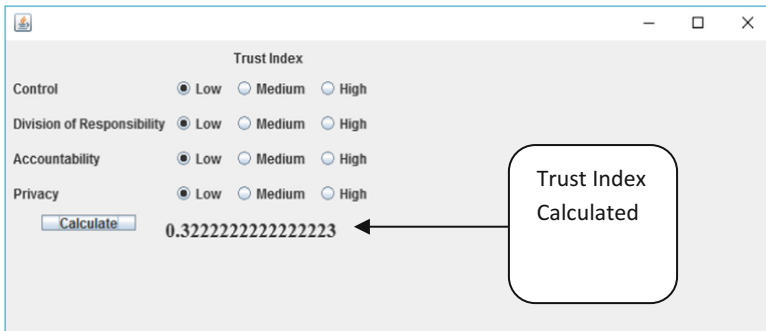 Trust Index
Control Low Medium High
Division of Responsibility Low Medium High
Accountability Low Medium High
Privacy Low Medium High
Calculate 0.3222222222222223
Trust Index
Calculated